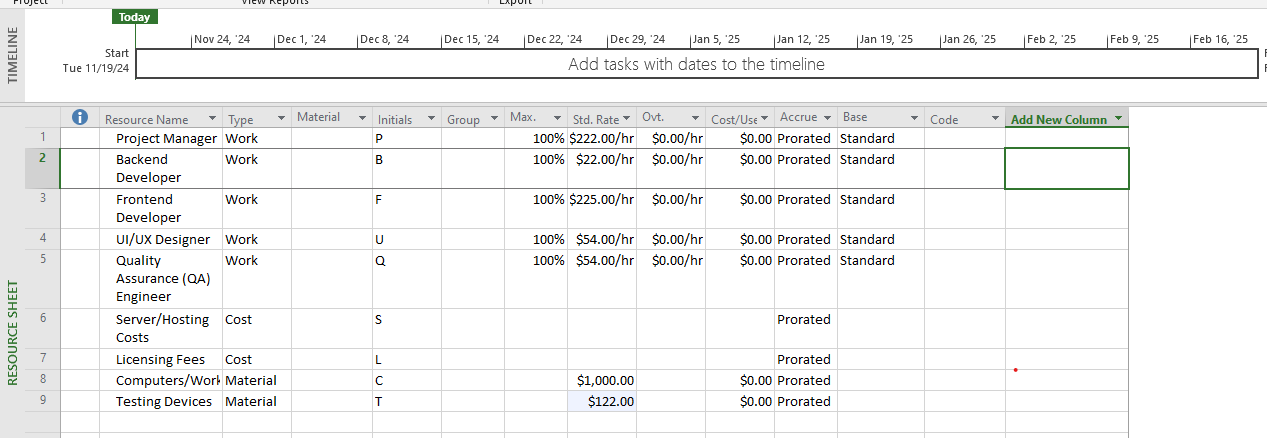 Project View Reports Export
Today
Nov 24, '24 Dec 1, '24 Dec 8, '24 Dec 15, '24 Dec 22, '24 Dec 29, '24 Jan 5, '25 Jan 12, '25 Jan 19, '25 Jan 26, '25 Feb 2, '25 Feb 9, '25 Feb 16, '25
TIMELINE
Start
Tue 11/19/24
Add tasks with dates to the timeline
Resource Name Type Material Initials Group Max. Std. Rate Ovt. Cost/Use Accrue Base Code Add New Column
RESOURCE SHEET
1 Project Manager Work P 100% $222.00/hr $0.00/hr $0.00 Prorated Standard
2 Backend Work B 100% $22.00/hr $0.00/hr $0.00 Prorated Standard
Developer
3 Frontend Work F 100% $225.00/hr $0.00/hr $0.00 Prorated Standard
Developer
4 UI/UX Designer Work U 100% $54.00/hr $0.00/hr $0.00 Prorated Standard
5 Quality Work Q 100% $54.00/hr $0.00/hr $0.00 Prorated Standard
Assurance (QA)
Engineer
6 Server/Hosting Cost S Prorated
Costs
7 Licensing Fees Cost L Prorated
8 Computers/Work Material C $1,000.00 $0.00 Prorated
9 Testing Devices Material T $122.00 $0.00 Prorated